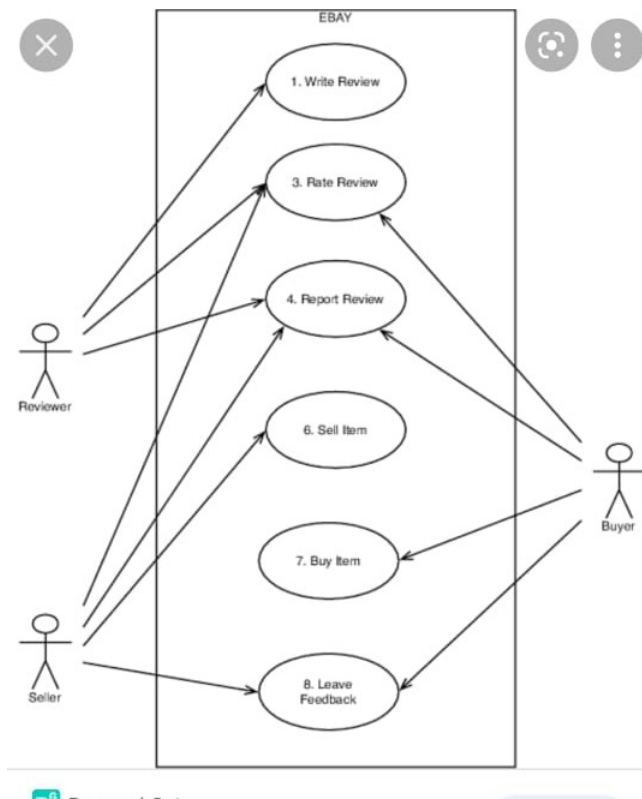 EBAY
1. Write Review
3. Rate Review
4. Report Review
Reviewer
6. Sell Item
Buyer
7. Buy Item
Seller
8. Leave
Feedback